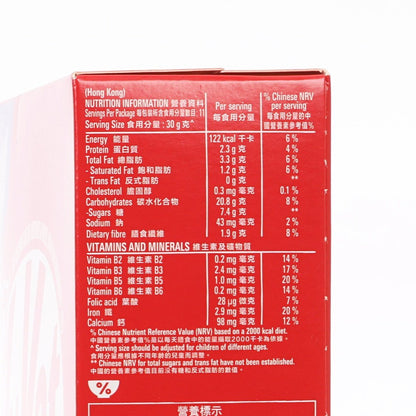 (Hong Kong)
NUTRITION INFORMATION 營養資料
Servings Per Package 每包裝所含食用分量數目: 11
Serving Size 食用分量: 30 g 克^
Per serving 每食用分量
% Chinese NRV per serving 每食用分量的中國營養素參考值%
Energy 能量 122 kcal 千卡 6 %
Protein 蛋白質 2.3 g 克 4 %
Total Fat 總脂肪 3.3 g 克 6 %
- Saturated Fat 飽和脂肪 1.2 g 克 6 %
- Trans Fat 反式脂肪 0 g 克 **
Cholesterol 膽固醇 0.3 mg 毫克 0.1 %
Carbohydrates 碳水化合物 20.8 g 克 8 %
-Sugars 糖 7.4 g 克 **
Sodium 鈉 43 mg 毫克 2 %
Dietary fibre 膳食纖維 1.9 g 克 8 %
VITAMINS AND MINERALS 維生素及礦物質
Vitamin B2 維生素 B2 0.2 mg 毫克 14 %
Vitamin B3 維生素 B3 2.4 mg 毫克 17 %
Vitamin B5 維生素 B5 1.0 mg 毫克 20 %
Vitamin B6 維生素 B6 0.2 mg 毫克 14 %
Folic acid 葉酸 28 µg 微克 7 %
Iron 鐵 2.9 mg 毫克 20 %
Calcium 鈣 98 mg 毫克 12 %
% Chinese Nutrient Reference Value (NRV) based on a 2000 kcal diet.
中國營養素參考值%是以每天膳食中的能量攝取2000千卡為依據。
^ Serving size should be adjusted for children of different ages.
食用分量應根據不同年齡的兒童而調整。
** Chinese NRV for total sugars and trans fat have not been established.
中國的營養素參考值目前沒有總糖和反式脂肪的數值。
%
營養標示